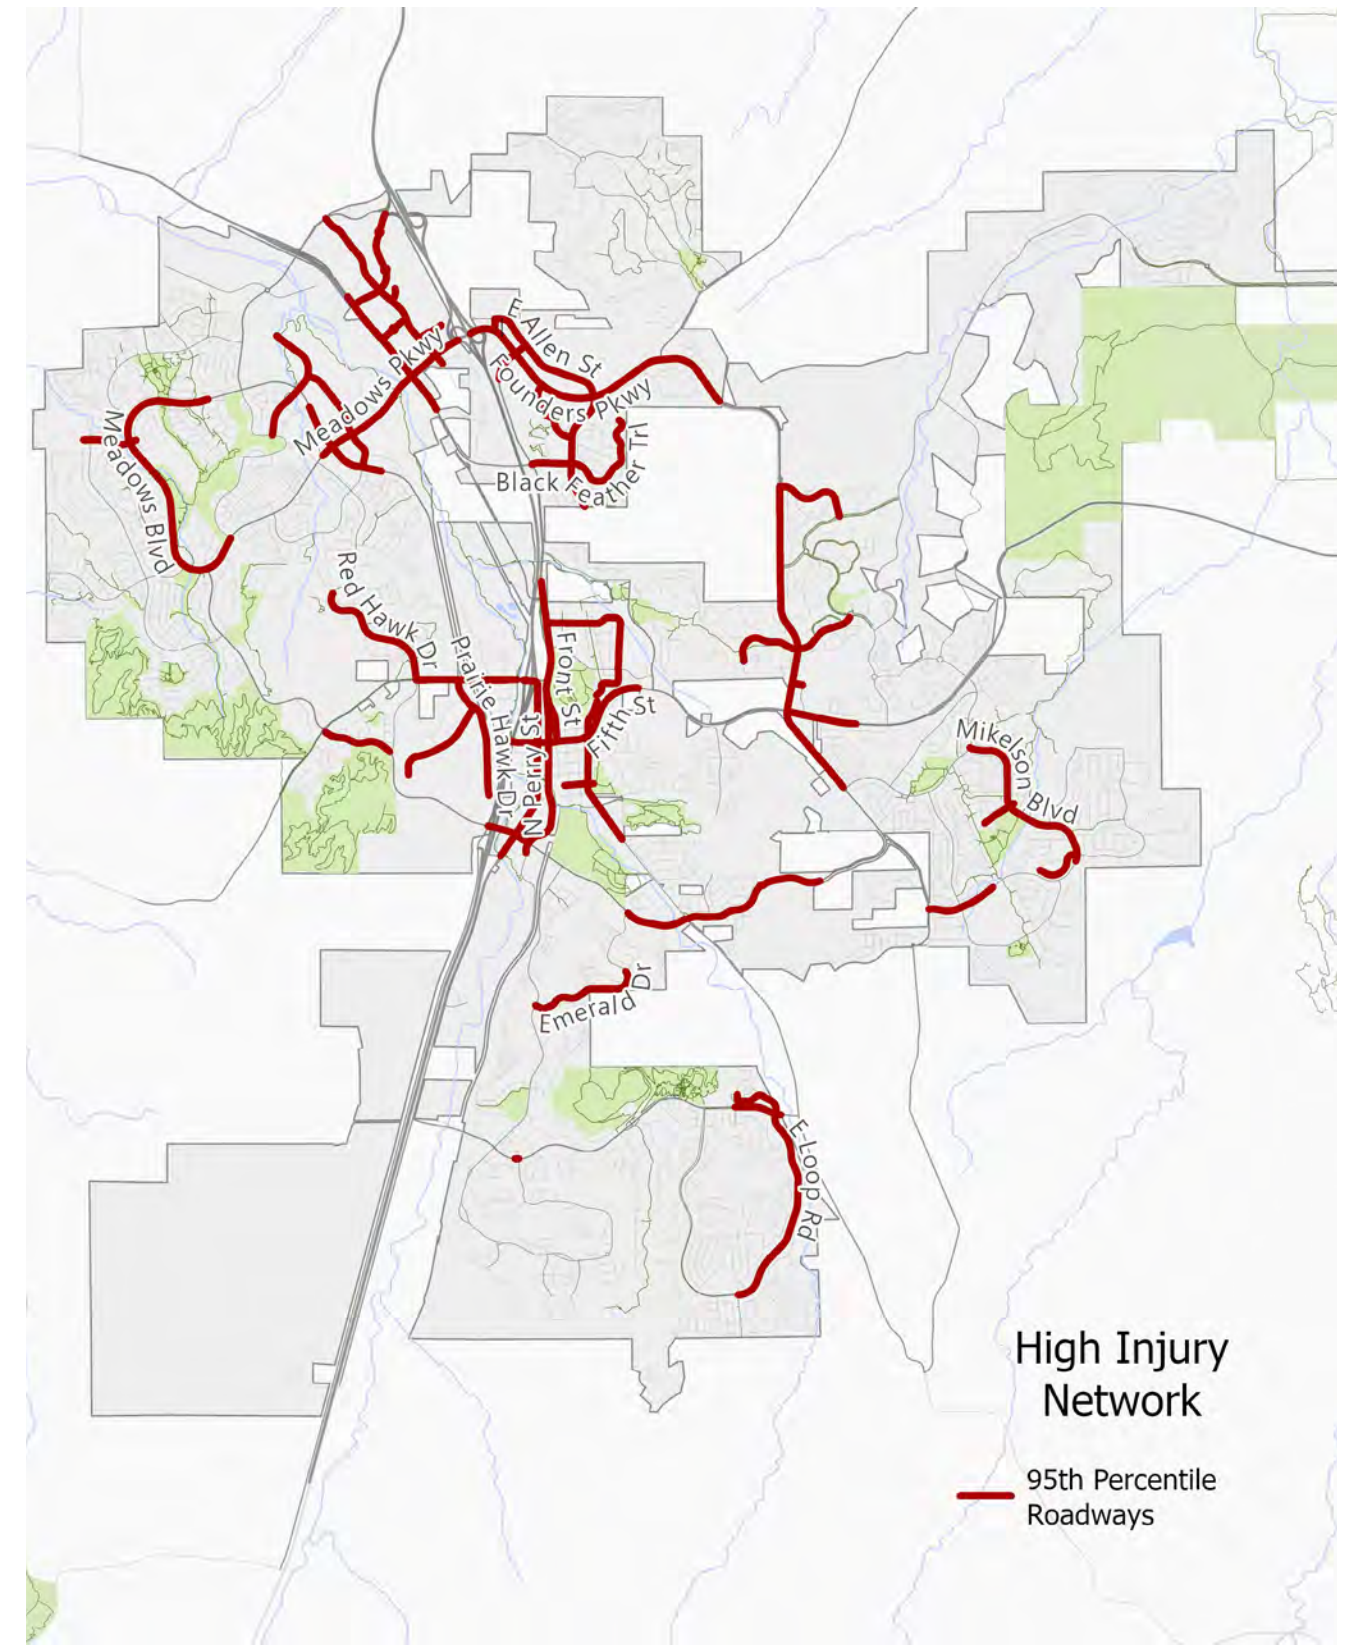 E Allen St
Meadows Pkwy
Founders Pkwy
Meadows Blvd
Black Feather Trl
Red Hawk Dr
Prairie Hawk Dr
Front St
Fifth St
N Perry St
Mikelson Blvd
Emerald Dr
E Loop Rd
High Injury
Network
95th Percentile
Roadways